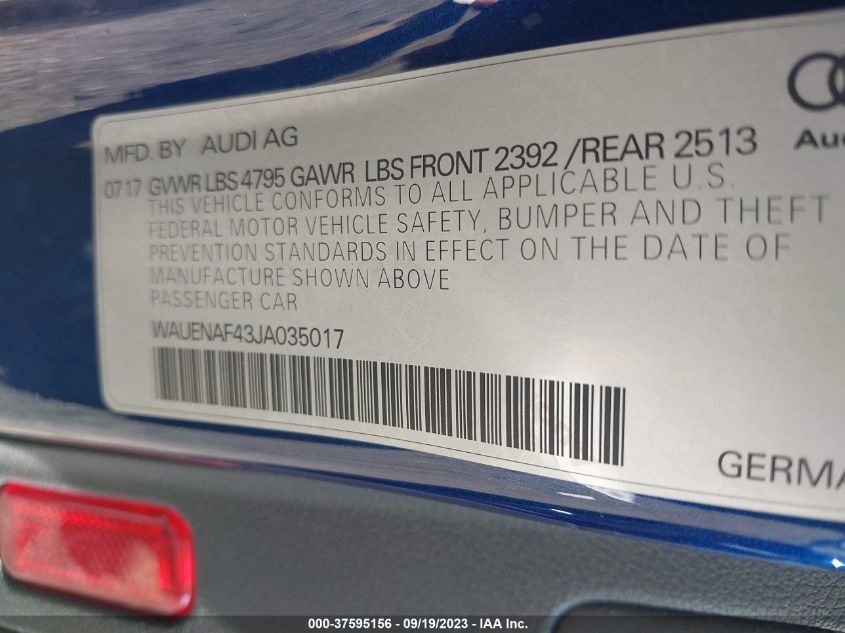 MFD. BY AUDI AG
0717 GVWR LBS 4795 GAWR LBS FRONT 2392 /REAR 2513
THIS VEHICLE CONFORMS TO ALL APPLICABLE U.S.
FEDERAL MOTOR VEHICLE SAFETY, BUMPER AND THEFT
PREVENTION STANDARDS IN EFFECT ON THE DATE OF
MANUFACTURE SHOWN ABOVE
PASSENGER CAR
WAUENAF43JA035017
Aud
GERMA
000-37595156 - 09/19/2023 - IAA Inc.